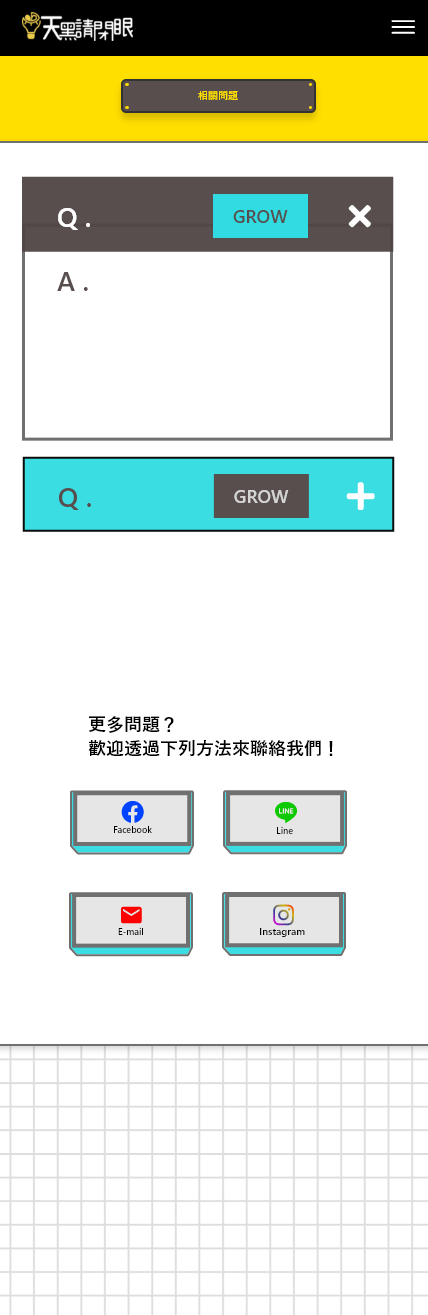 天黑請閉眼
相關問題
Q .
GROW
A .
Q .
GROW
更多問題？
歡迎透過下列方法來聯絡我們！
Facebook
LINE
Line
E-mail
Instagram